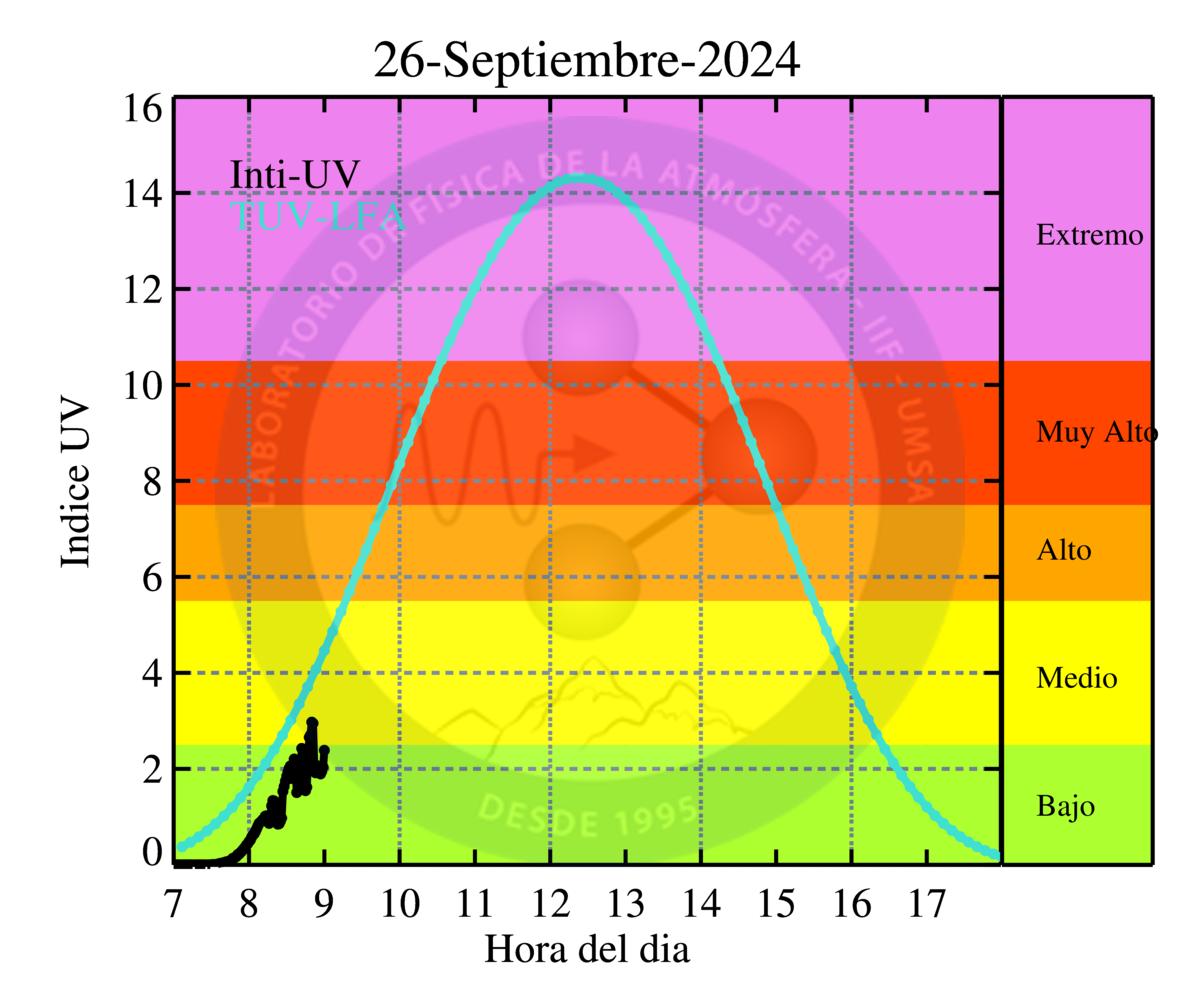 26-Septiembre-2024
16
14
12
10
8
6
4
2
0
Indice UV
Inti-UV
TUV-LFA
LABORATORIO DE FÍSICA DE LA ATMÓSFERA - IIF - UMSA
DESDE 1995
Extremo
Muy Alto
Alto
Medio
Bajo
7 8 9 10 11 12 13 14 15 16 17
Hora del dia